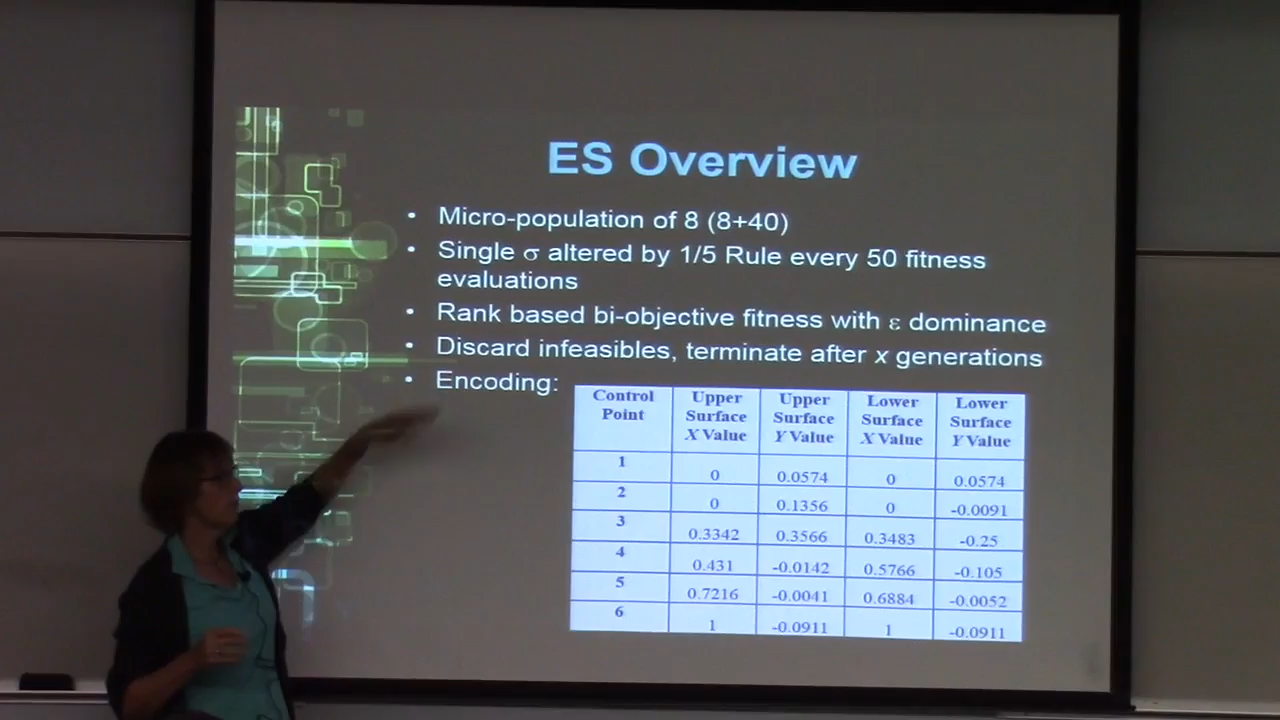 ES Overview
• Micro-population of 8 (8+40)
• Single σ altered by 1/5 Rule every 50 fitness
evaluations
• Rank based bi-objective fitness with ε dominance
• Discard infeasibles, terminate after x generations
• Encoding:
Control Point Upper Surface X Value Upper Surface Y Value Lower Surface X Value Lower Surface Y Value
1 0 0.0574 0 0.0574
2 0 0.1356 0 -0.0091
3 0.3342 0.3566 0.3483 -0.25
4 0.431 -0.0142 0.5766 -0.105
5 0.7216 -0.0041 0.6884 -0.0052
6 1 -0.0911 1 -0.0911